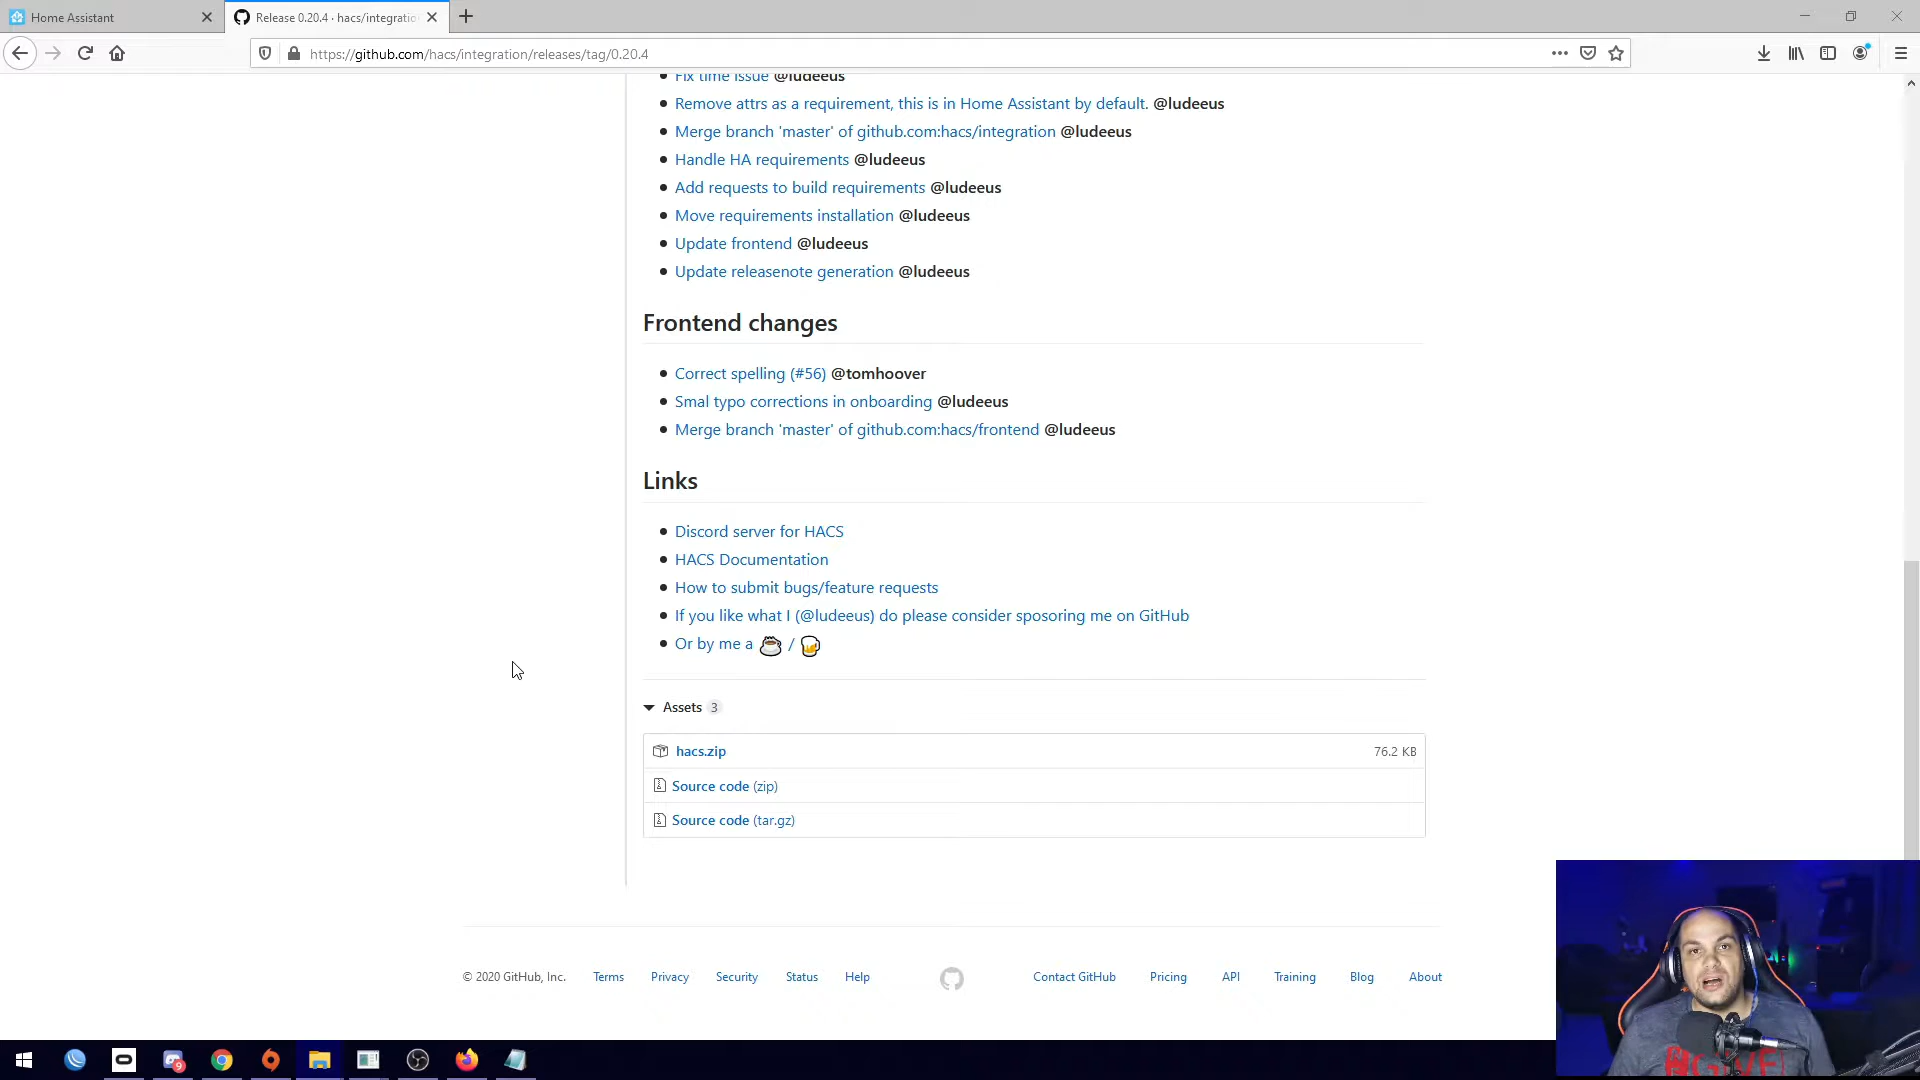 Home Assistant
Release 0.20.4 · hacs/integratio
https://github.com/hacs/integration/releases/tag/0.20.4
Fix time issue @ludeeus
Remove attrs as a requirement, this is in Home Assistant by default. @ludeeus
Merge branch 'master' of github.com:hacs/integration @ludeeus
Handle HA requirements @ludeeus
Add requests to build requirements @ludeeus
Move requirements installation @ludeeus
Update frontend @ludeeus
Update releasenote generation @ludeeus
Frontend changes
Correct spelling (#56) @tomhoover
Smal typo corrections in onboarding @ludeeus
Merge branch 'master' of github.com:hacs/frontend @ludeeus
Links
Discord server for HACS
HACS Documentation
How to submit bugs/feature requests
If you like what I (@ludeeus) do please consider sposoring me on GitHub
Or by me a ☕ / 🍺
Assets 3
hacs.zip 76.2 KB
Source code (zip)
Source code (tar.gz)
© 2020 GitHub, Inc. Terms Privacy Security Status Help Contact GitHub Pricing API Training Blog About
9